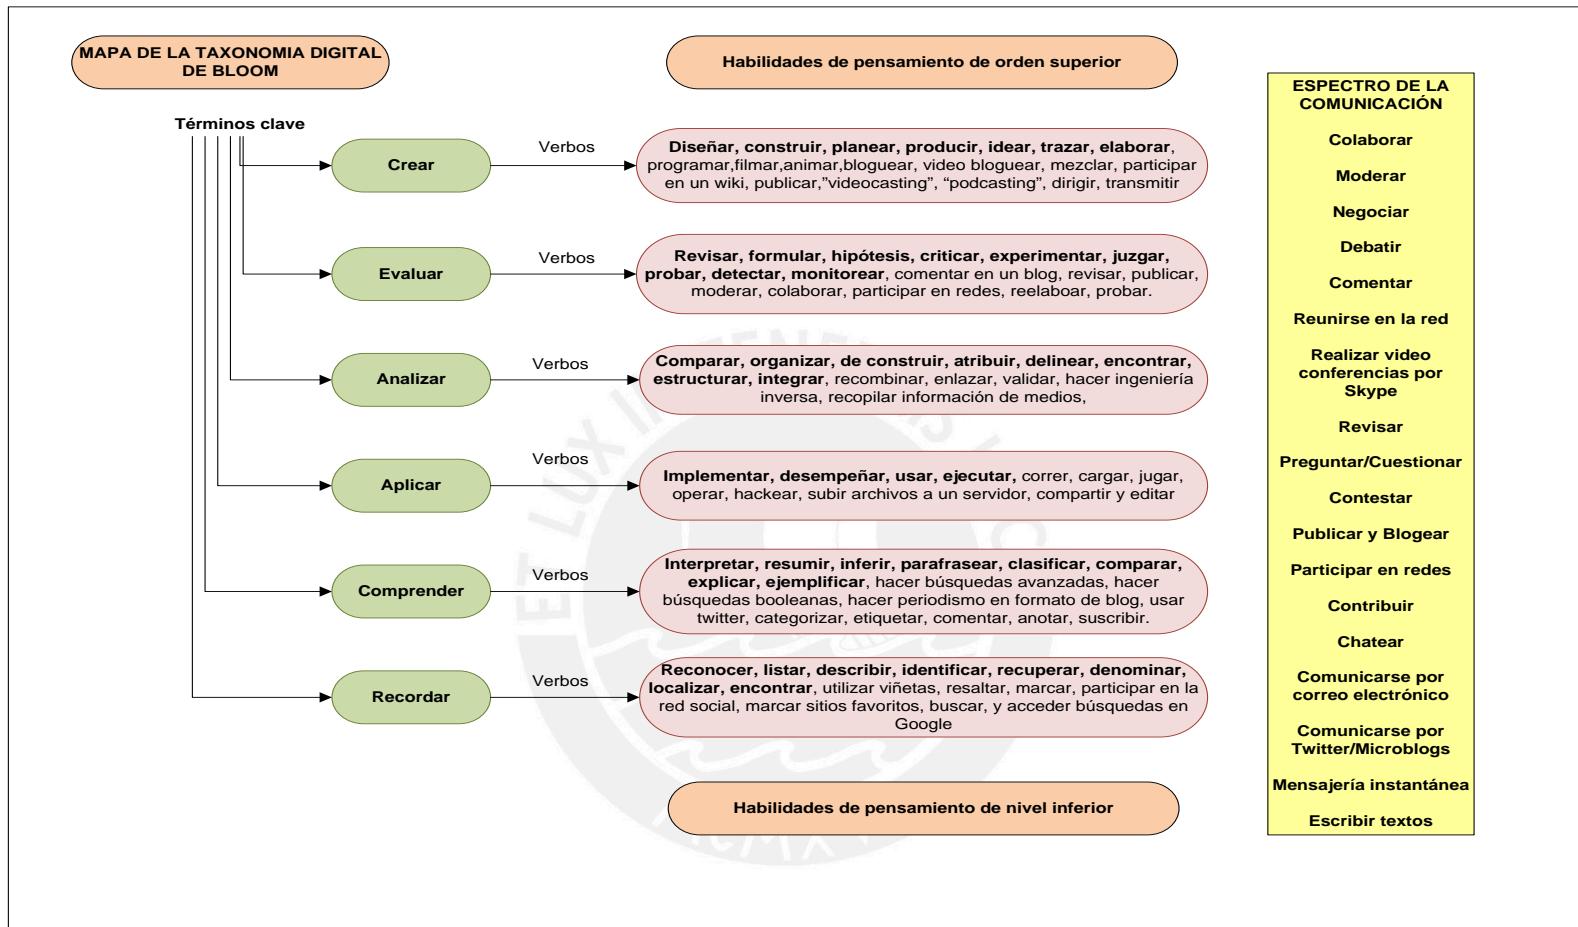 MAPA DE LA TAXONOMIA DIGITAL
DE BLOOM
Habilidades de pensamiento de orden superior
Términos clave
Crear
Verbos
Diseñar, construir, planear, producir, idear, trazar, elaborar,
programar,filmar,animar,bloguear, video bloguear, mezclar, participar
en un wiki, publicar,”videocasting”, “podcasting”, dirigir, transmitir
Evaluar
Verbos
Revisar, formular, hipótesis, criticar, experimentar, juzgar,
probar, detectar, monitorear, comentar en un blog, revisar, publicar,
moderar, colaborar, participar en redes, reelaboar, probar.
Analizar
Verbos
Comparar, organizar, de construir, atribuir, delinear, encontrar,
estructurar, integrar, recombinar, enlazar, validar, hacer ingeniería
inversa, recopilar información de medios,
Aplicar
Verbos
Implementar, desempeñar, usar, ejecutar, correr, cargar, jugar,
operar, hackear, subir archivos a un servidor, compartir y editar
Comprender
Verbos
Interpretar, resumir, inferir, parafrasear, clasificar, comparar,
explicar, ejemplificar, hacer búsquedas avanzadas, hacer
búsquedas booleanas, hacer periodismo en formato de blog, usar
twitter, categorizar, etiquetar, comentar, anotar, suscribir.
Recordar
Verbos
Reconocer, listar, describir, identificar, recuperar, denominar,
localizar, encontrar, utilizar viñetas, resaltar, marcar, participar en la
red social, marcar sitios favoritos, buscar, y acceder búsquedas en
Google
Habilidades de pensamiento de nivel inferior
ESPECTRO DE LA
COMUNICACIÓN
Colaborar
Moderar
Negociar
Debatir
Comentar
Reunirse en la red
Realizar video
conferencias por
Skype
Revisar
Preguntar/Cuestionar
Contestar
Publicar y Blogear
Participar en redes
Contribuir
Chatear
Comunicarse por
correo electrónico
Comunicarse por
Twitter/Microblogs
Mensajería instantánea
Escribir textos
ET LUX IN